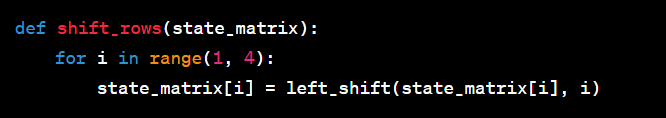 def shift_rows(state_matrix):
    for i in range(1, 4):
        state_matrix[i] = left_shift(state_matrix[i], i)